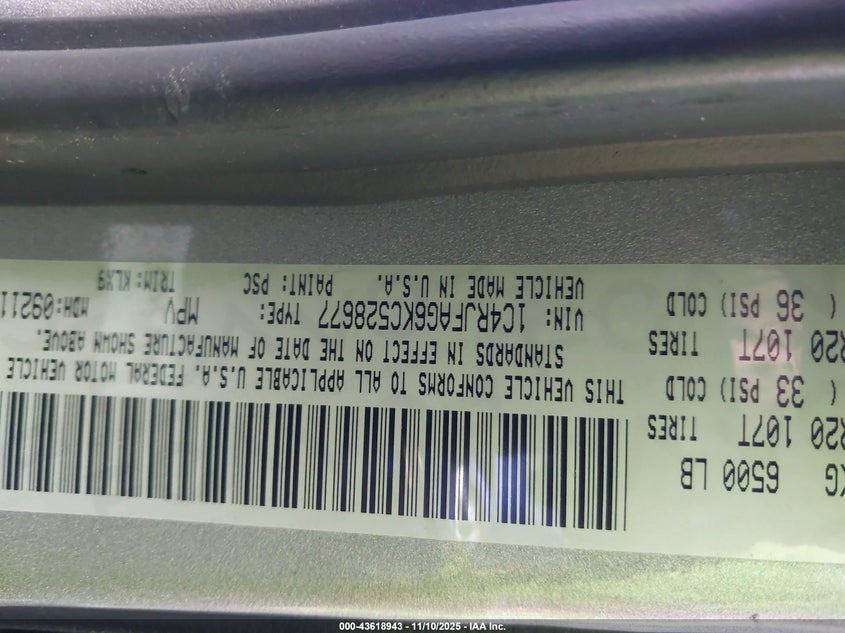 KG 6500 LB
R20 107T TIRES
( 33 PSI) COLD
R20 107T TIRES
( 36 PSI) COLD
THIS VEHICLE CONFORMS TO ALL APPLICABLE U.S.A. FEDERAL MOTOR VEHICLE
STANDARDS IN EFFECT ON THE DATE OF MANUFACTURE SHOWN ABOVE.
VIN: 1C4RJFAG6KC528677 TYPE: MPV MDH:09211
VEHICLE MADE IN U.S.A. PAINT: PSC TRIM:KLX9
000-43618943 - 11/10/2025 - IAA Inc.